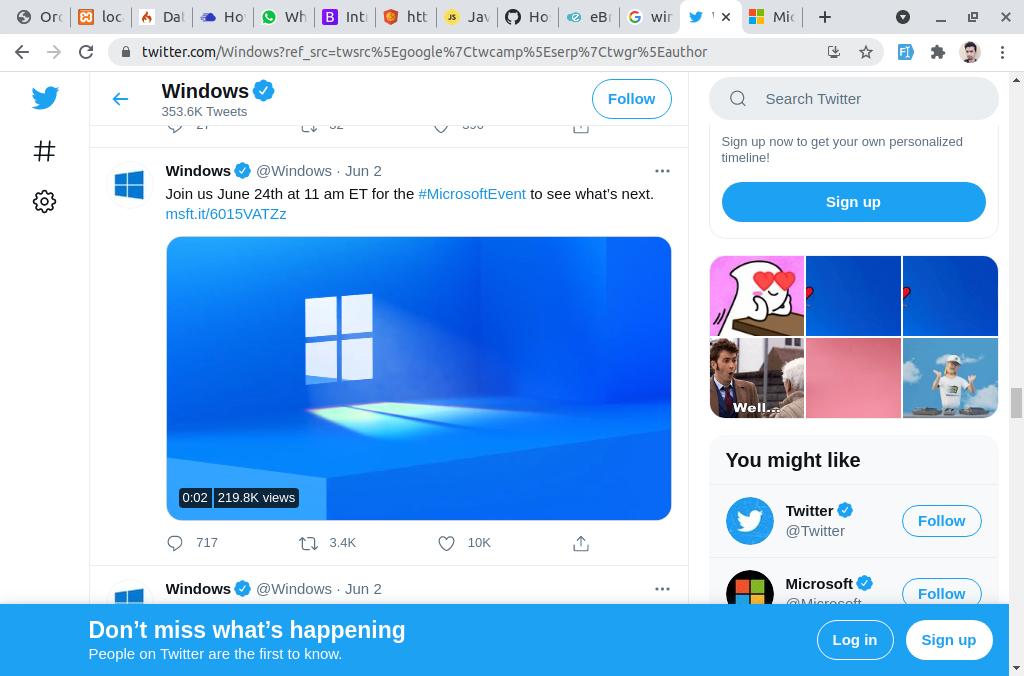 Orc
loc
Dat
Ho
Wh
B Int
htt
JS Jav
Ho
eBr
G wir
Mic
twitter.com/Windows?ref_src=twsrc%5Egoogle%7Ctwcamp%5Eserp%7Ctwgr%5Eauthor
Windows
353.6K Tweets
Follow
Search Twitter
Sign up now to get your own personalized
timeline!
Sign up
Windows @Windows · Jun 2
Join us June 24th at 11 am ET for the #MicrosoftEvent to see what’s next.
msft.it/6015VATZz
0:02 219.8K views
717
3.4K
10K
Well...
You might like
Twitter
@Twitter
Follow
Microsoft
@Microsoft
Follow
Windows @Windows · Jun 2
Don’t miss what’s happening
People on Twitter are the first to know.
Log in
Sign up